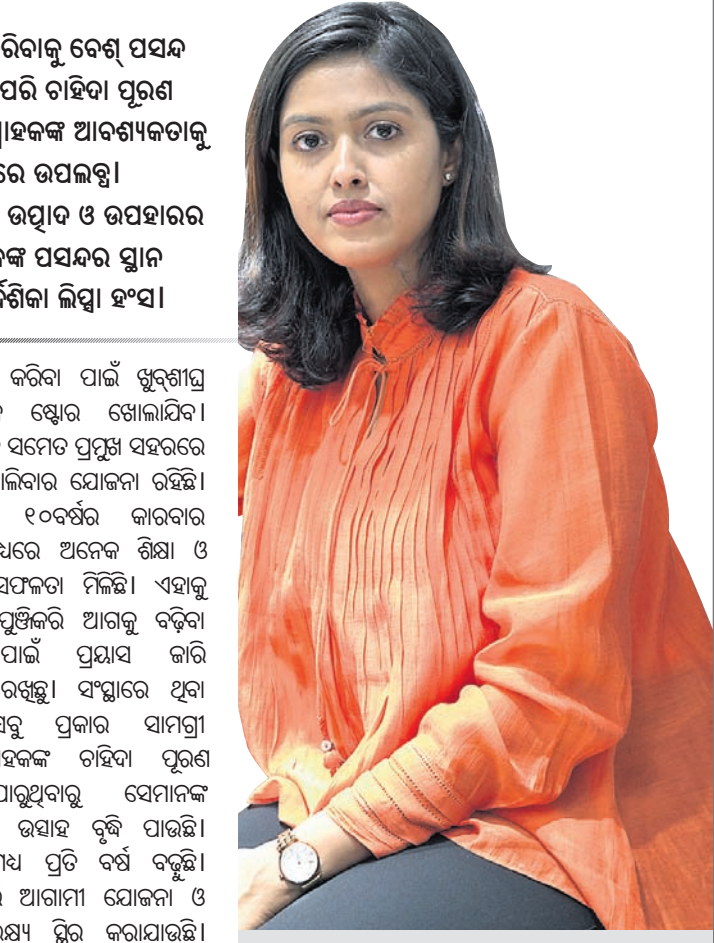 ରିବାକୁ ବେଶ୍ ପସନ୍ଦ
ପରି ଚାହିଦା ପୂରଣ
ଗ୍ରାହକଙ୍କ ଆବଶ୍ୟକତାକୁ
ରେ ଉପଲବ୍ଧ।
ଉତ୍ପାଦ ଓ ଉପହାରର
ଙ୍କ ପସନ୍ଦର ସ୍ଥାନ
ର୍ଦେଶିକା ଲିପ୍ସା ହଂସ।
କରିବା ପାଇଁ ଖୁବ୍‌ଶୀଘ୍ର
ଷ୍ଟୋର ଖୋଲାଯିବ।
ସମେତ ପ୍ରମୁଖ ସହରରେ
ଲିବାର ଯୋଜନା ରହିଛି।
୧୦ବର୍ଷର କାରବାର
ଧ୍ୟରେ ଅନେକ ଶିକ୍ଷା ଓ
ସଫଳତା ମିଳିଛି। ଏହାକୁ
ପୁଞ୍ଜିକରି ଆଗକୁ ବଢ଼ିବା
ପାଇଁ ପ୍ରୟାସ ଜାରି
ରଖିଛୁ। ସଂସ୍ଥାରେ ଥିବା
ସବୁ ପ୍ରକାର ସାମଗ୍ରୀ
ହକଙ୍କ ଚାହିଦା ପୂରଣ
ପାରୁଥିବାରୁ ସେମାନଙ୍କ
ଉତ୍ସାହ ବୃଦ୍ଧି ପାଉଛି।
ମଧ୍ୟ ପ୍ରତି ବର୍ଷ ବଢ଼ୁଛି।
ଆଗାମୀ ଯୋଜନା ଓ
କ୍ଷ୍ୟ ସ୍ଥିର କରାଯାଉଛି।